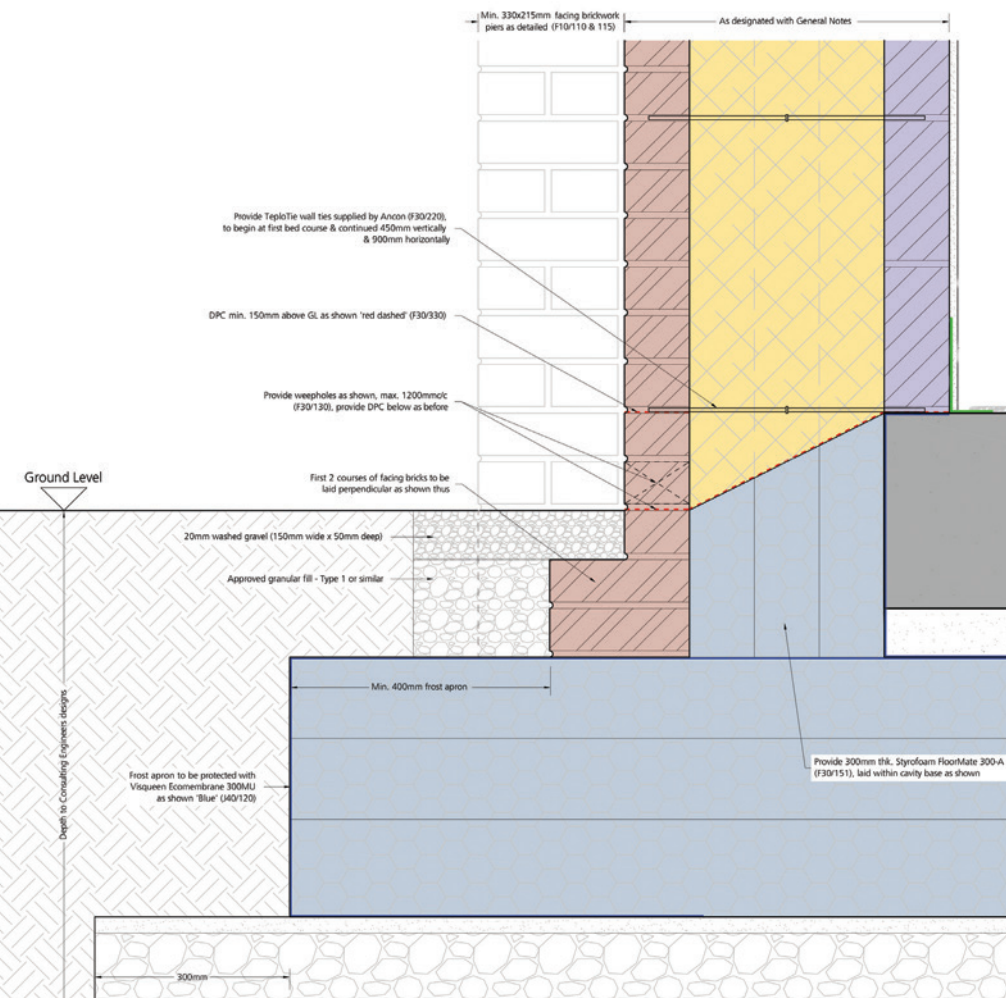 Min. 330x215mm facing brickwork
piers as detailed (F10/110 & 115)
As designated with General Notes
Provide TeploTie wall ties supplied by Ancon (F30/220),
to begin at first bed course & continued 450mm vertically
& 900mm horizontally
DPC min. 150mm above GL as shown 'red dashed' (F30/330)
Provide weepholes as shown, max. 1200mmc/c
(F30/130), provide DPC below as before
Ground Level
First 2 courses of facing bricks to be
laid perpendicular as shown thus
20mm washed gravel (150mm wide x 50mm deep)
Approved granular fill - Type 1 or similar
Min. 400mm frost apron
Depth to Consulting Engineers designs
Frost apron to be protected with
Visqueen Ecomembrane 300MU
as shown 'Blue' (J40/120)
Provide 300mm thk. Styrofoam FloorMate 300-A
(F30/151), laid within cavity base as shown
300mm